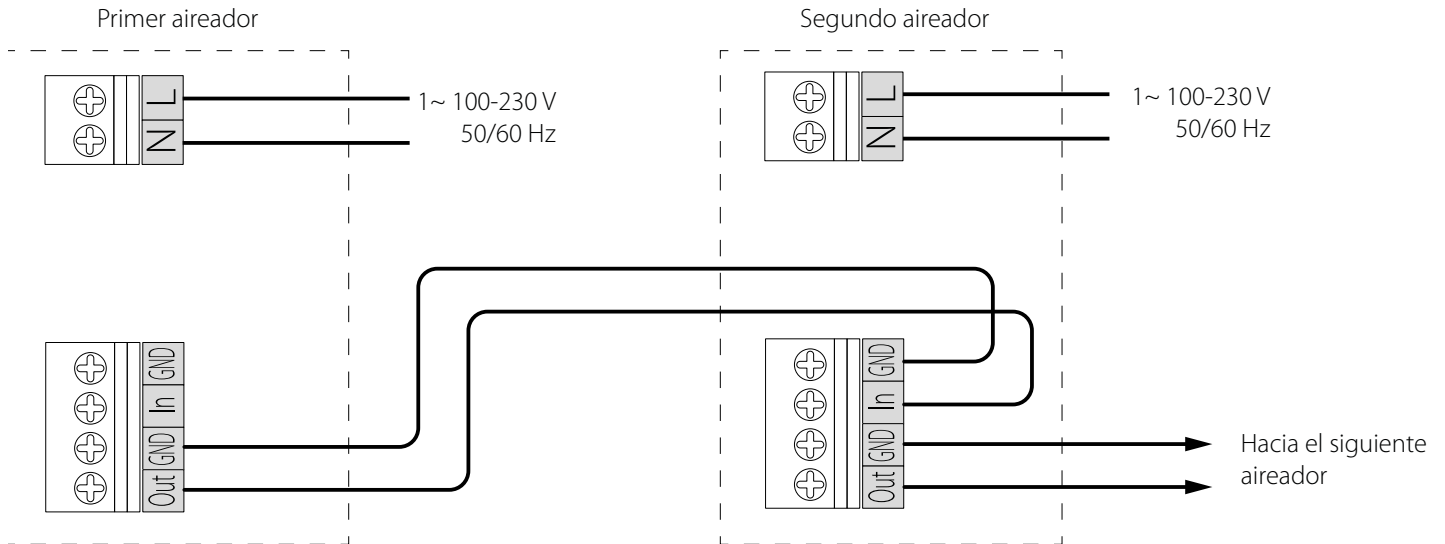 Primer aireador
Segundo aireador
L
N
1~ 100-230 V
50/60 Hz
L
N
1~ 100-230 V
50/60 Hz
GND
In
GND
Out
GND
In
GND
Out
Hacia el siguiente
aireador